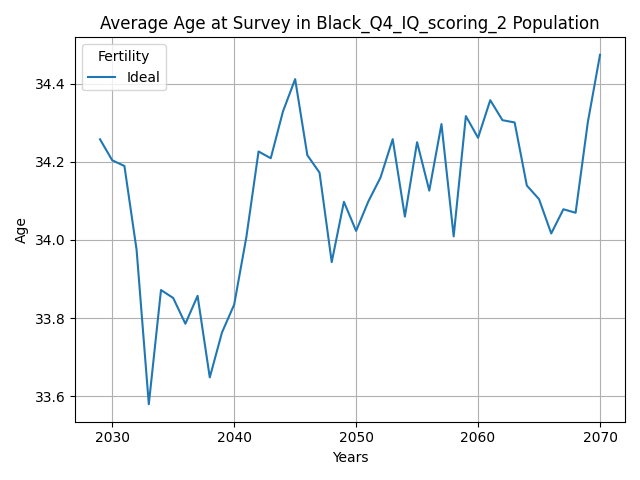 Average Age at Survey in Black_Q4_IQ_scoring_2 Population
Fertility
Ideal
Age
34.4
34.2
34.0
33.8
33.6
2030 2040 2050 2060 2070
Years